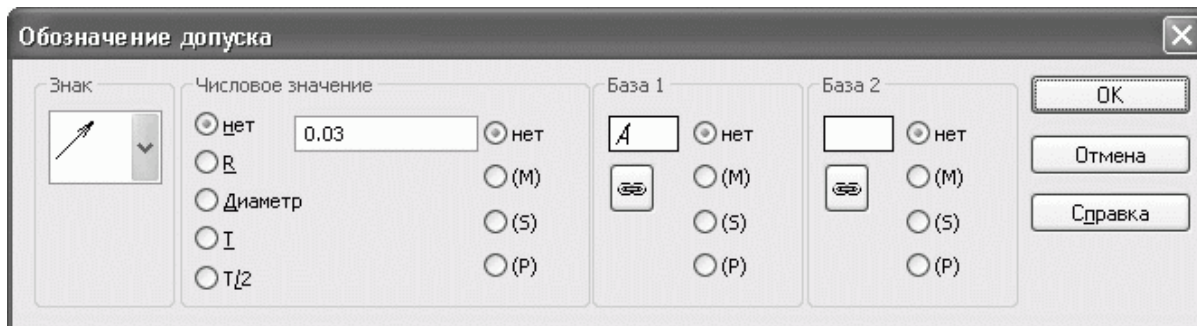 Обозначение допуска
Знак
Числовое значение
нет
R
Диаметр
T
T/2
0.03
нет
(M)
(S)
(P)
База 1
A
нет
(M)
(S)
(P)
База 2
нет
(M)
(S)
(P)
OK
Отмена
Справка